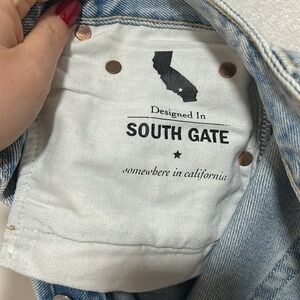 Designed In
SOUTH GATE
somewhere in california